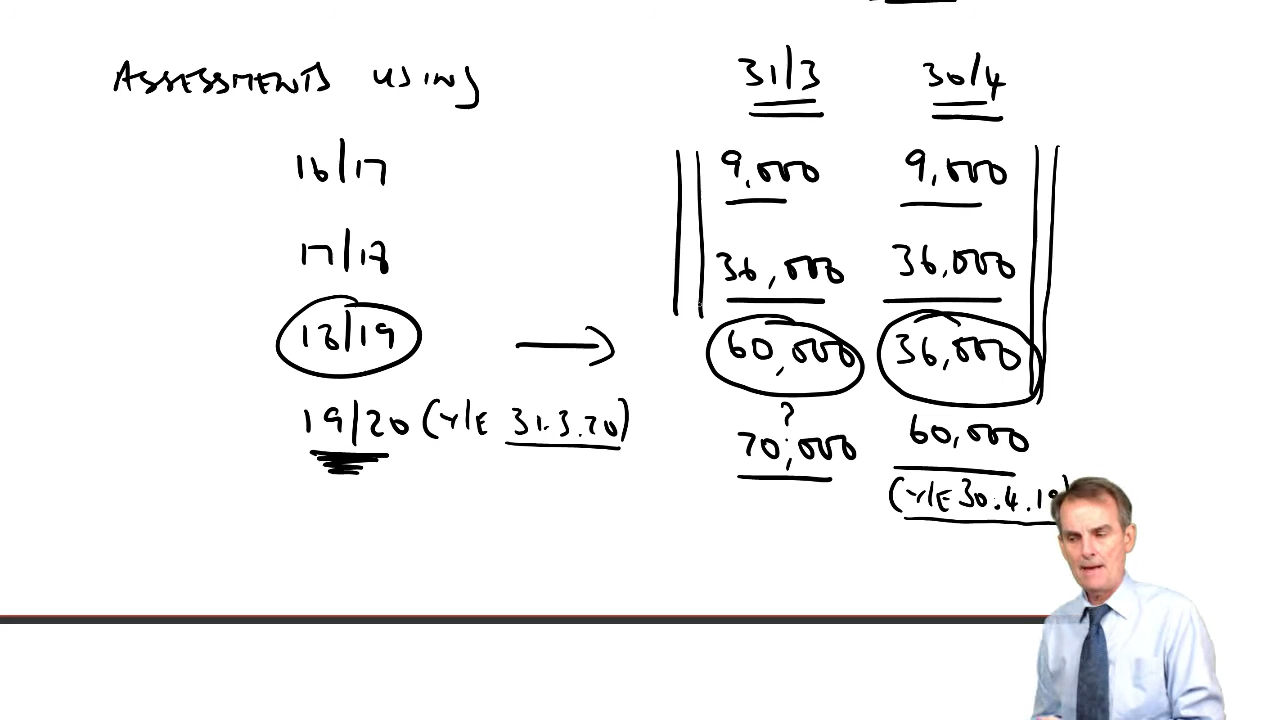 ASSESSMENTS USING 31/3 30/4
16/17 9,000 9,000
17/18 36,000 36,000
18/19 → 60,000 36,000
19/20 (Y/E 31.3.20) ? 70,000 60,000
(Y/E 30.4.19